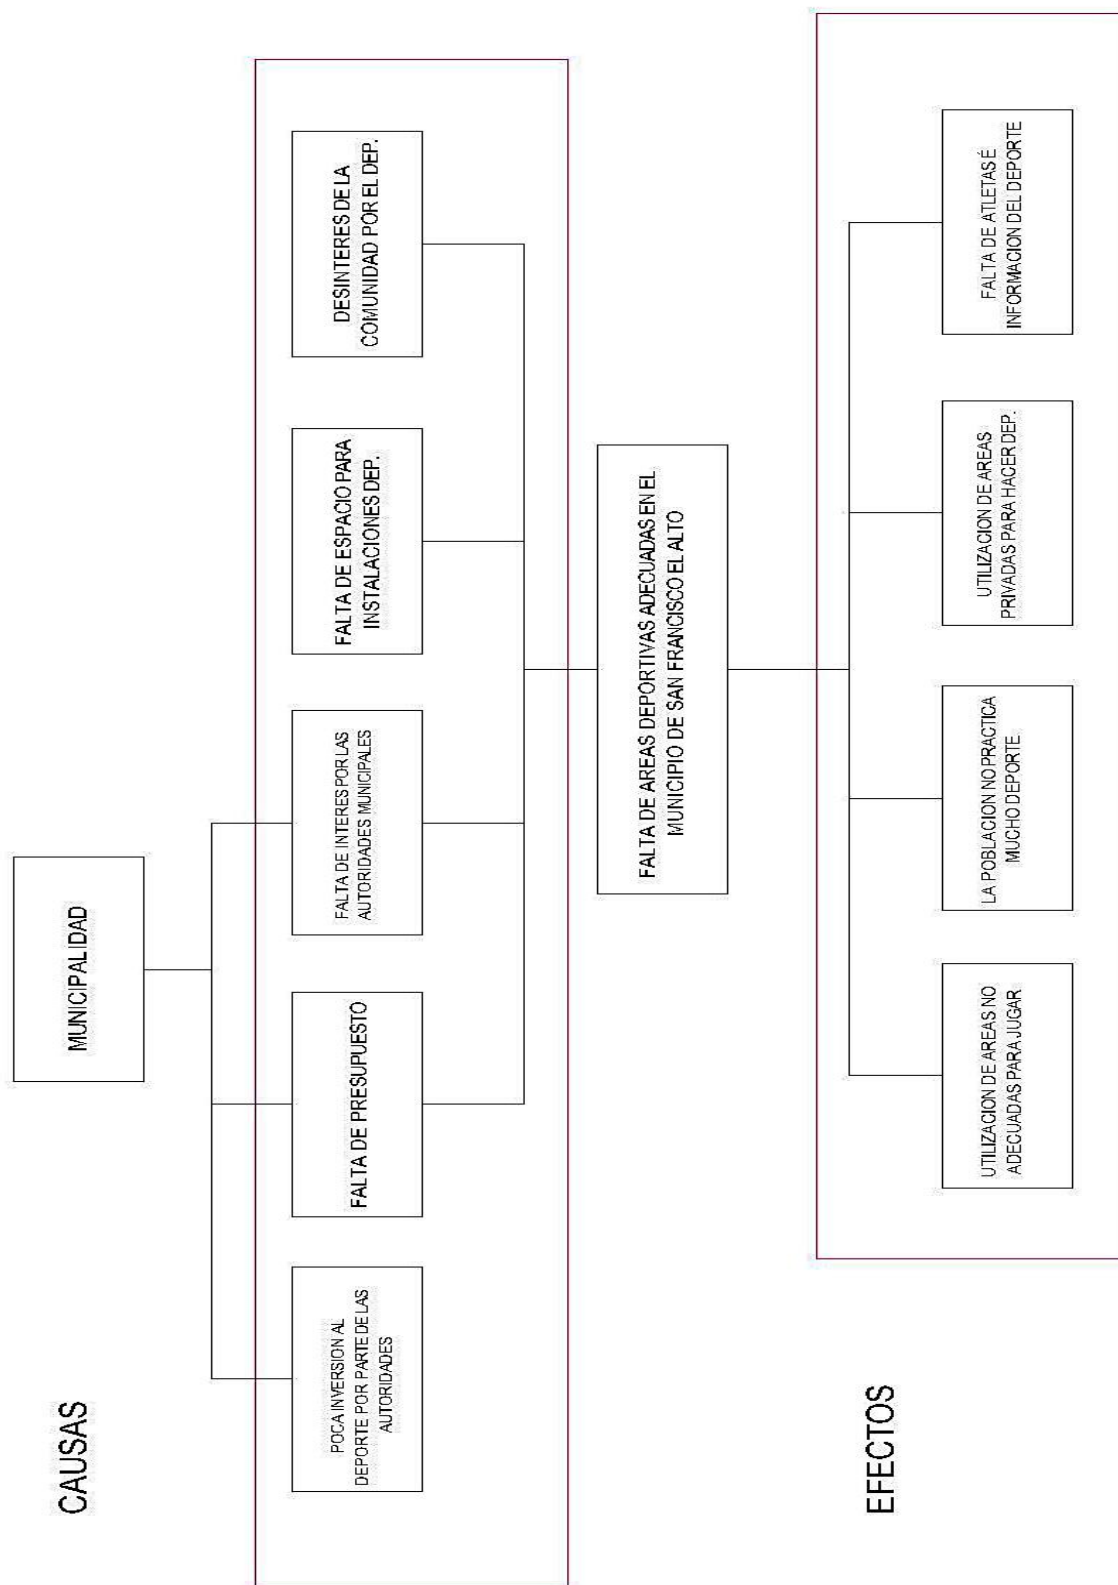 CAUSAS
MUNICIPALIDAD
POCA INVERSION AL
DEPORTE POR PARTE DE LAS
AUTORIDADES
FALTA DE PRESUPUESTO
FALTA DE INTERES POR LAS
AUTORIDADES MUNICIPALES
FALTA DE ESPACIO PARA
INSTALACIONES DEP.
DESINTERES DE LA
COMUNIDAD POR EL DEP.
FALTA DE AREAS DEPORTIVAS ADECUADAS EN EL
MUNICIPIO DE SAN FRANCISCO EL ALTO
EFECTOS
UTILIZACION DE AREAS NO
ADECUADAS PARA JUGAR
LA POBLACION NO PRACTICA
MUCHO DEPORTE
UTILIZACION DE AREAS
PRIVADAS PARA HACER DEP.
FALTA DE ATLETAS É
INFORMACION DEL DEPORTE